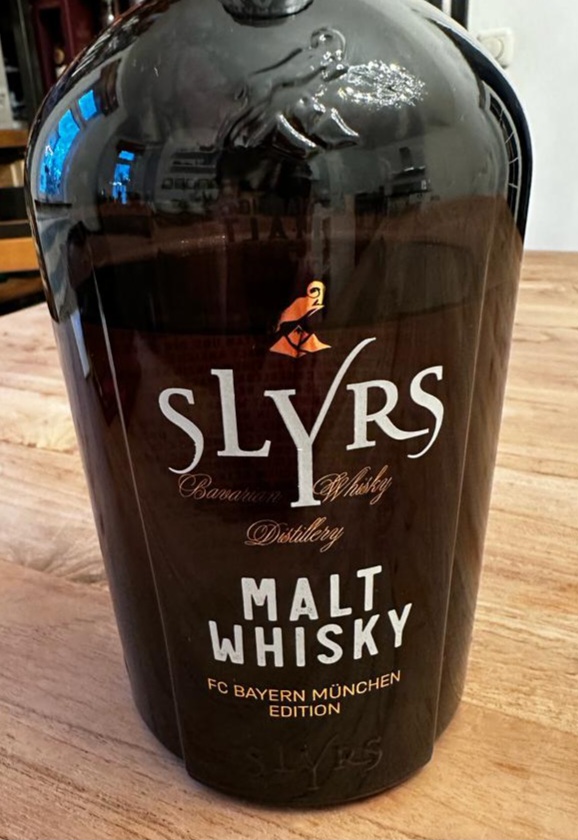 SLYRS
Bavarian Whisky
Distillery
MALT
WHISKY
FC BAYERN MÜNCHEN
EDITION
SLYRS